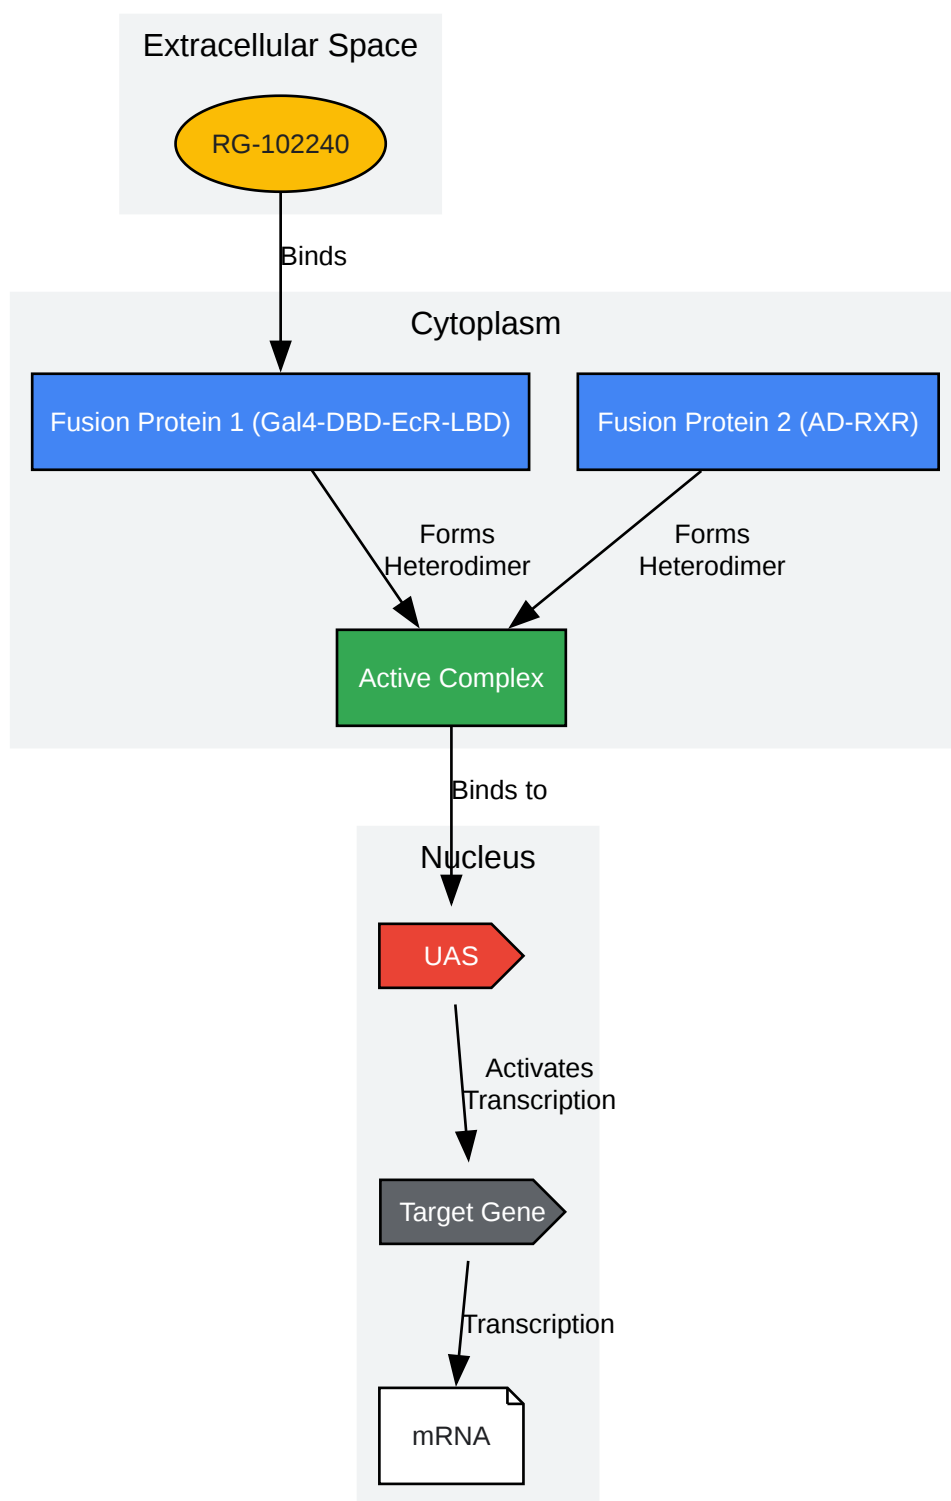 Extracellular Space
RG-102240
Binds
Cytoplasm
Fusion Protein 1 (Gal4-DBD-EcR-LBD)
Fusion Protein 2 (AD-RXR)
Forms
Heterodimer
Forms
Heterodimer
Active Complex
Binds to
Nucleus
UAS
Activates
Transcription
Target Gene
Transcription
mRNA